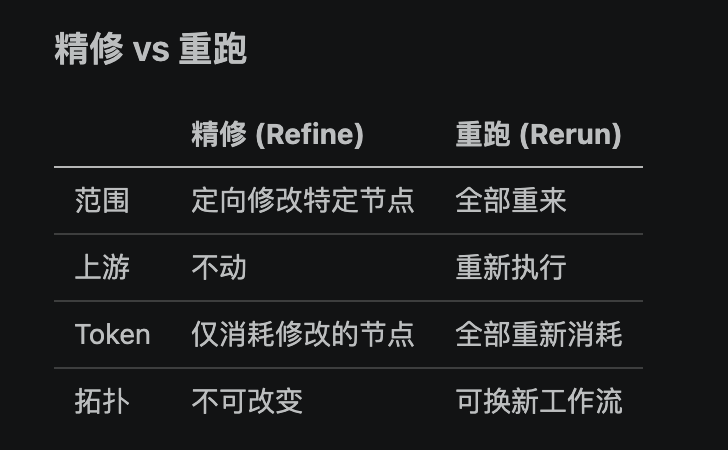 精修 vs 重跑
精修 (Refine) 重跑 (Rerun)
范围 定向修改特定节点 全部重来
上游 不动 重新执行
Token 仅消耗修改的节点 全部重新消耗
拓扑 不可改变 可换新工作流